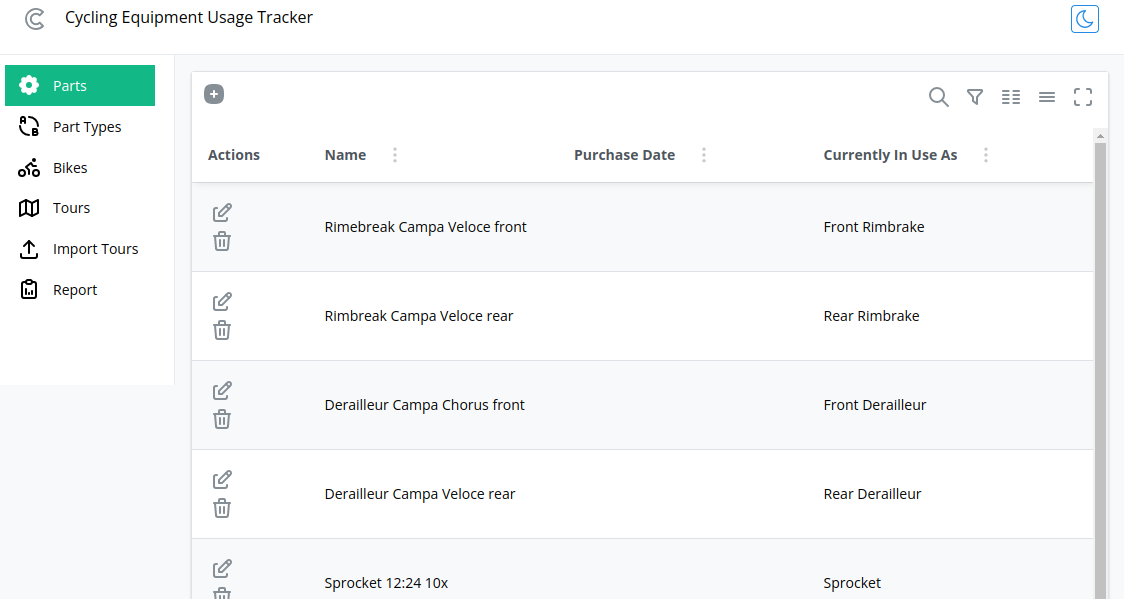 Cycling Equipment Usage Tracker
Parts
Part Types
Bikes
Tours
Import Tours
Report
Actions Name Purchase Date Currently In Use As
Rimebreak Campa Veloce front Front Rimbrake
Rimbreak Campa Veloce rear Rear Rimbrake
Derailleur Campa Chorus front Front Derailleur
Derailleur Campa Veloce rear Rear Derailleur
Sprocket 12:24 10x Sprocket